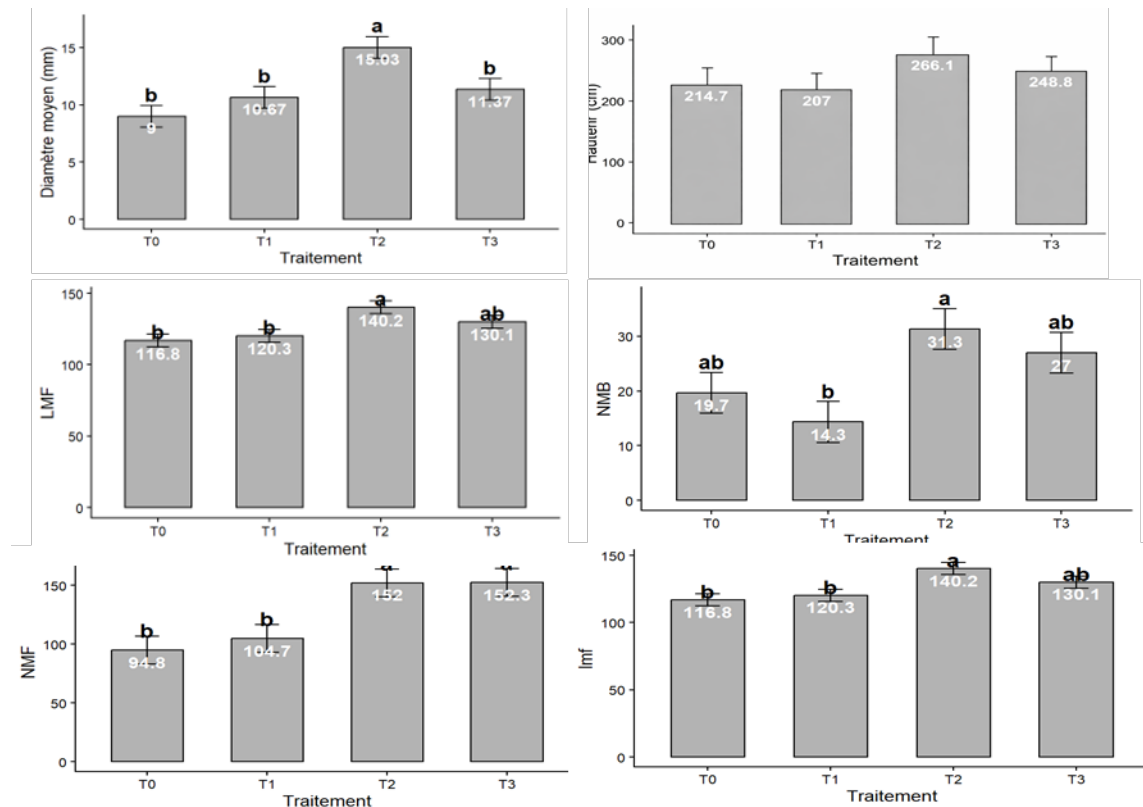 Diamètre moyen (mm)
15
10
5
0
b
b
a
b
9
10.67
15.03
11.37
T0 T1 T2 T3
Traitement
(cm)
300
200
100
0
214.7
207
266.1
248.8
T0 T1 T2 T3
Traitement
LMF
150
100
50
0
b
b
a
ab
116.8
120.3
140.2
130.1
T0 T1 T2 T3
Traitement
NMB
30
20
10
0
ab
b
a
ab
19.7
14.3
31.3
27
T0 T1 T2 T3
Traitement
NMF
150
100
50
0
b
b
94.8
104.7
152
152.3
T0 T1 T2 T3
Traitement
lmf
150
100
50
0
b
b
a
ab
116.8
120.3
140.2
130.1
T0 T1 T2 T3
Traitement